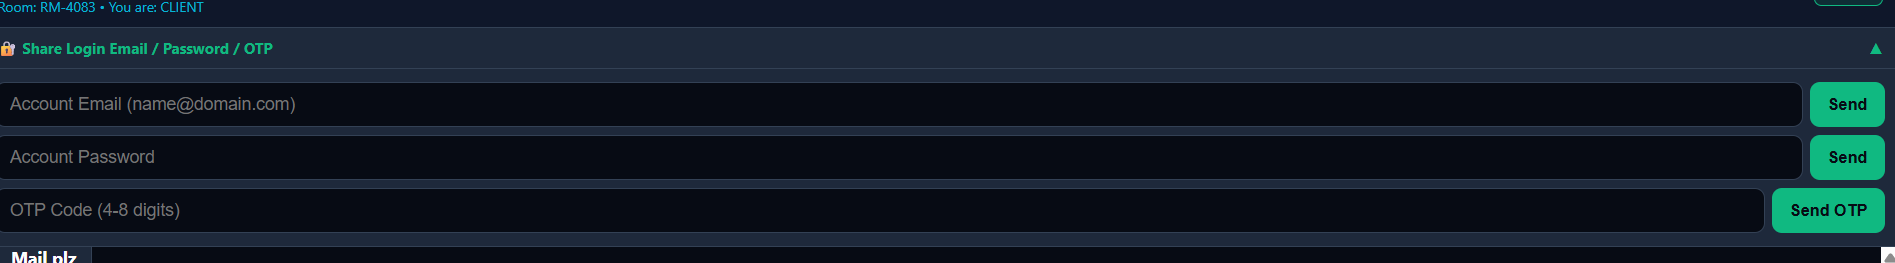 Room: RM-4083 • You are: CLIENT
🔐 Share Login Email / Password / OTP ▲
Account Email (name@domain.com) Send
Account Password Send
OTP Code (4-8 digits) Send OTP
Mail plz